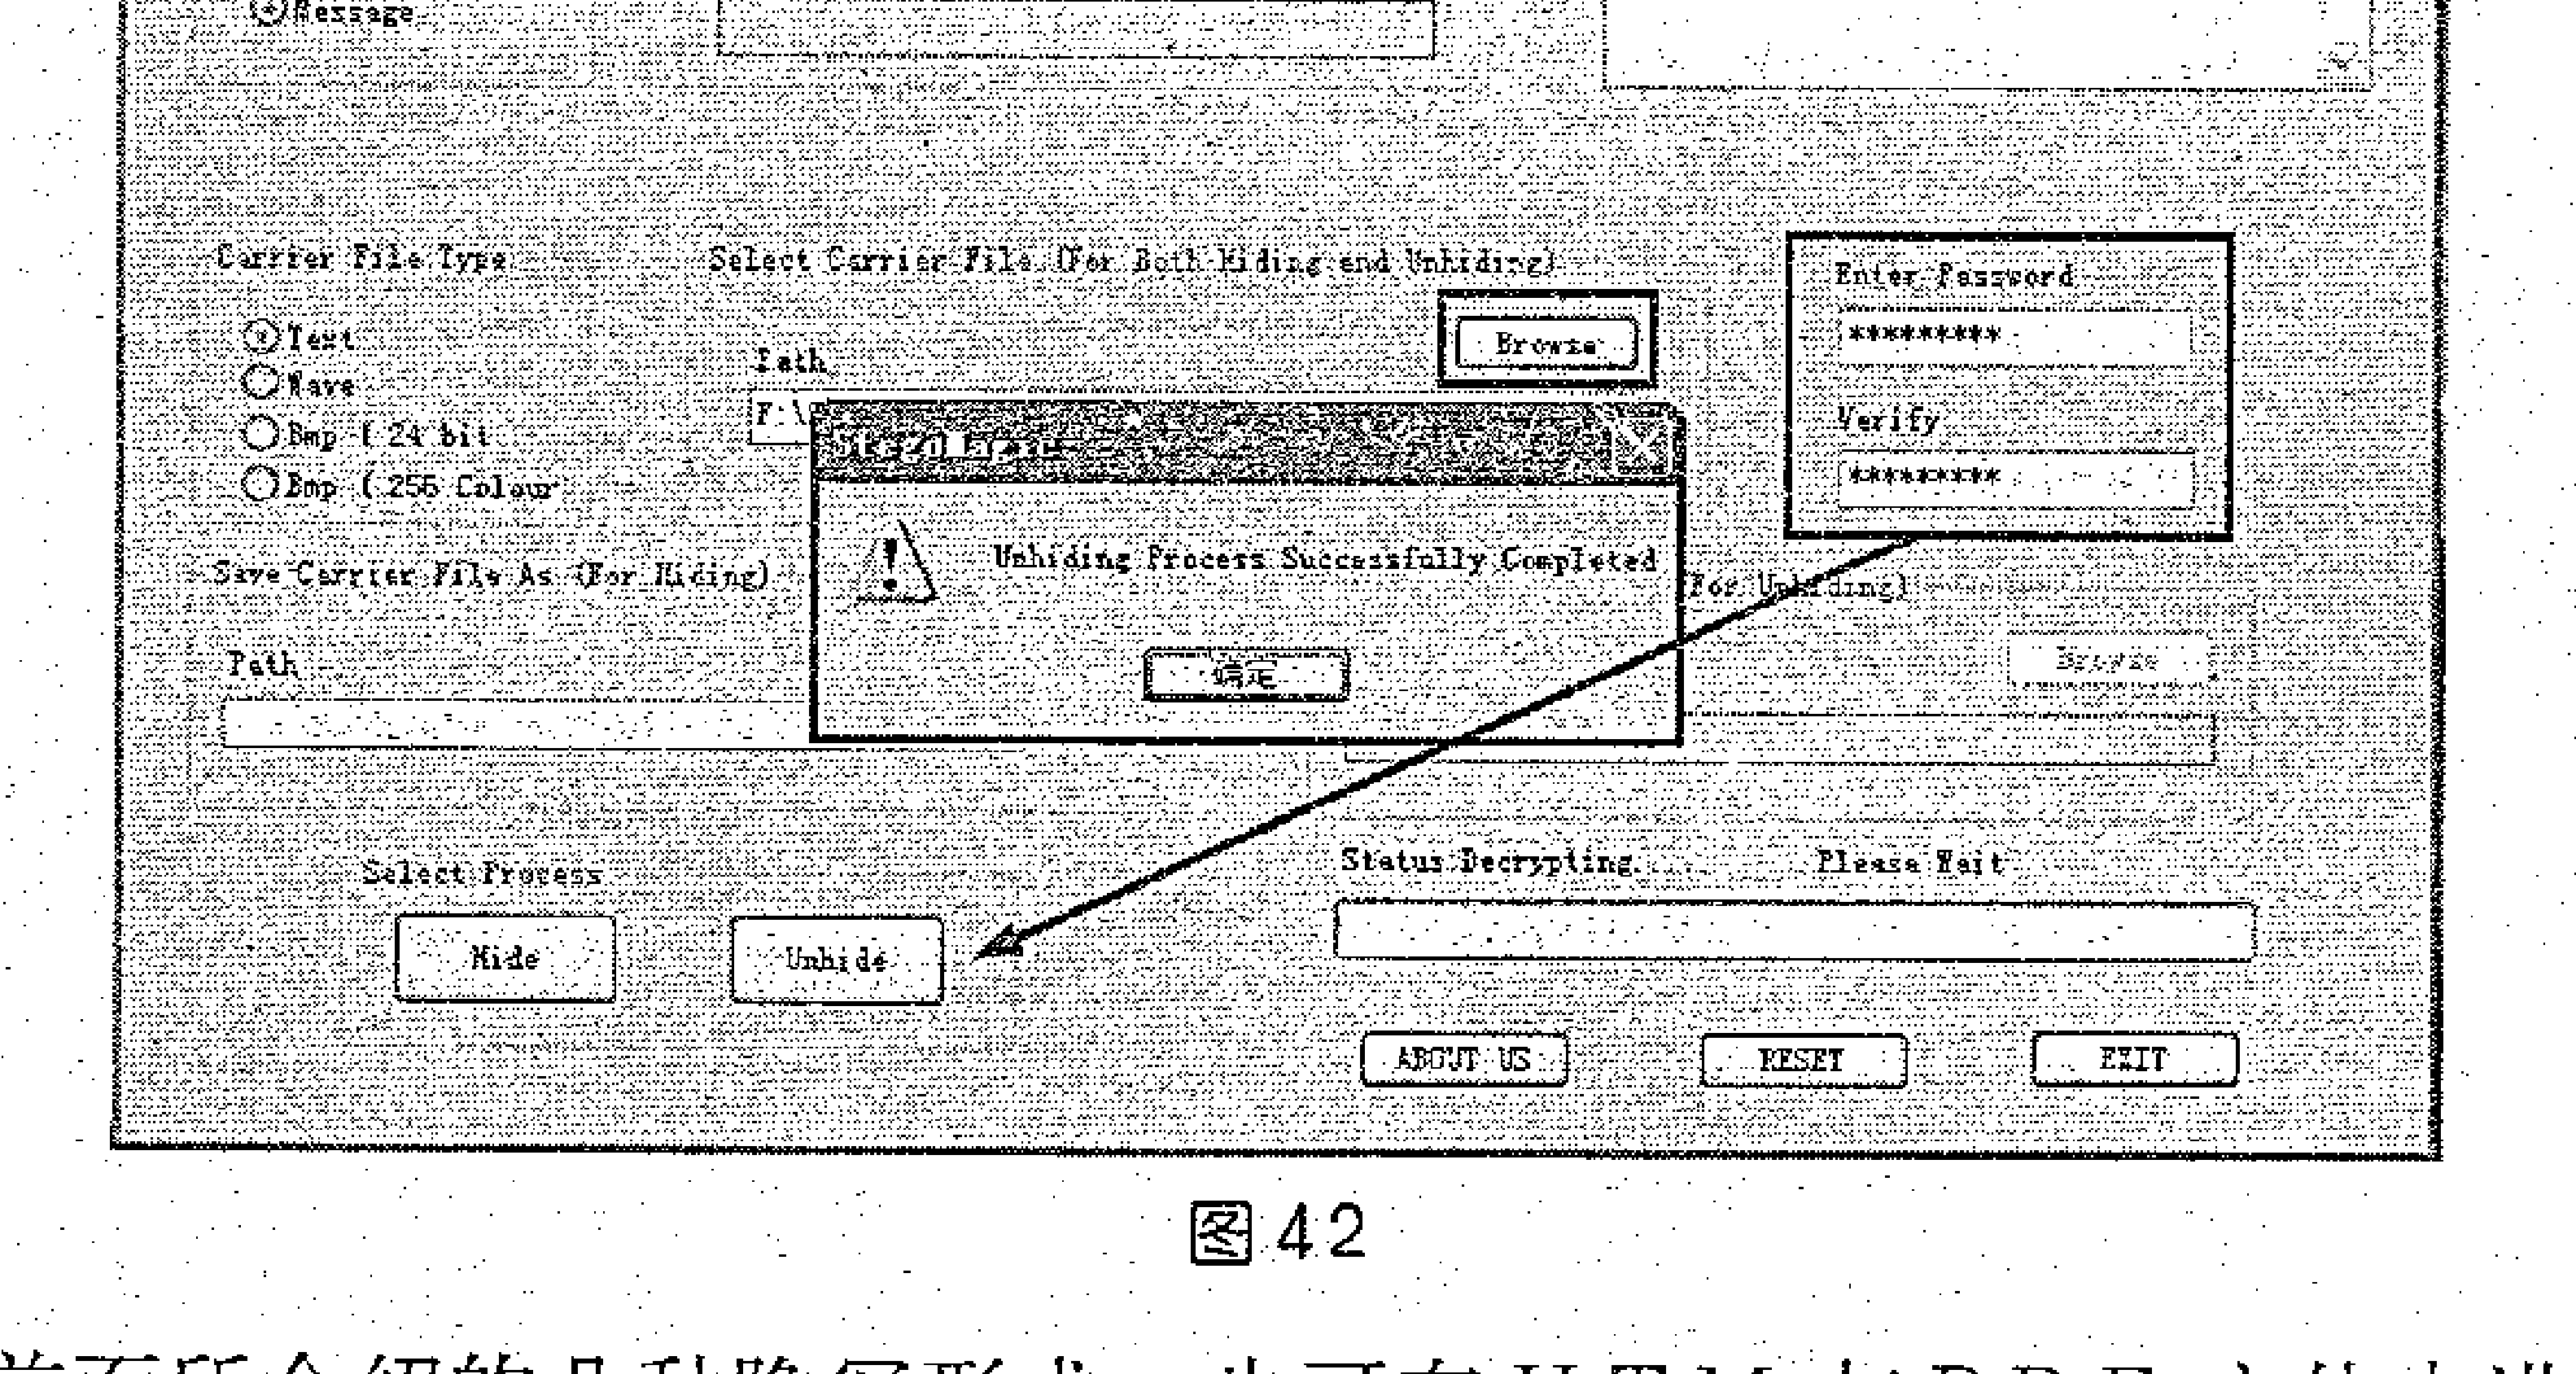 Message
Carrier File Type
Select Carrier File (For Both Hiding and Unhiding)
Enter Password
*********
Browse
Text
Wave
Bmp ( 24 bit
Bmp ( 256 Colour
Path
F:\
Verify
*********
StegoMagic
Unhiding Process Successfully Completed
确定
Save Carrier File As (For Hiding)
For Unhiding)
Browse
Path
Select Process
Status Decrypting.... Please Wait
Hide
Unhide
ABOUT US
RESET
EXIT
图42